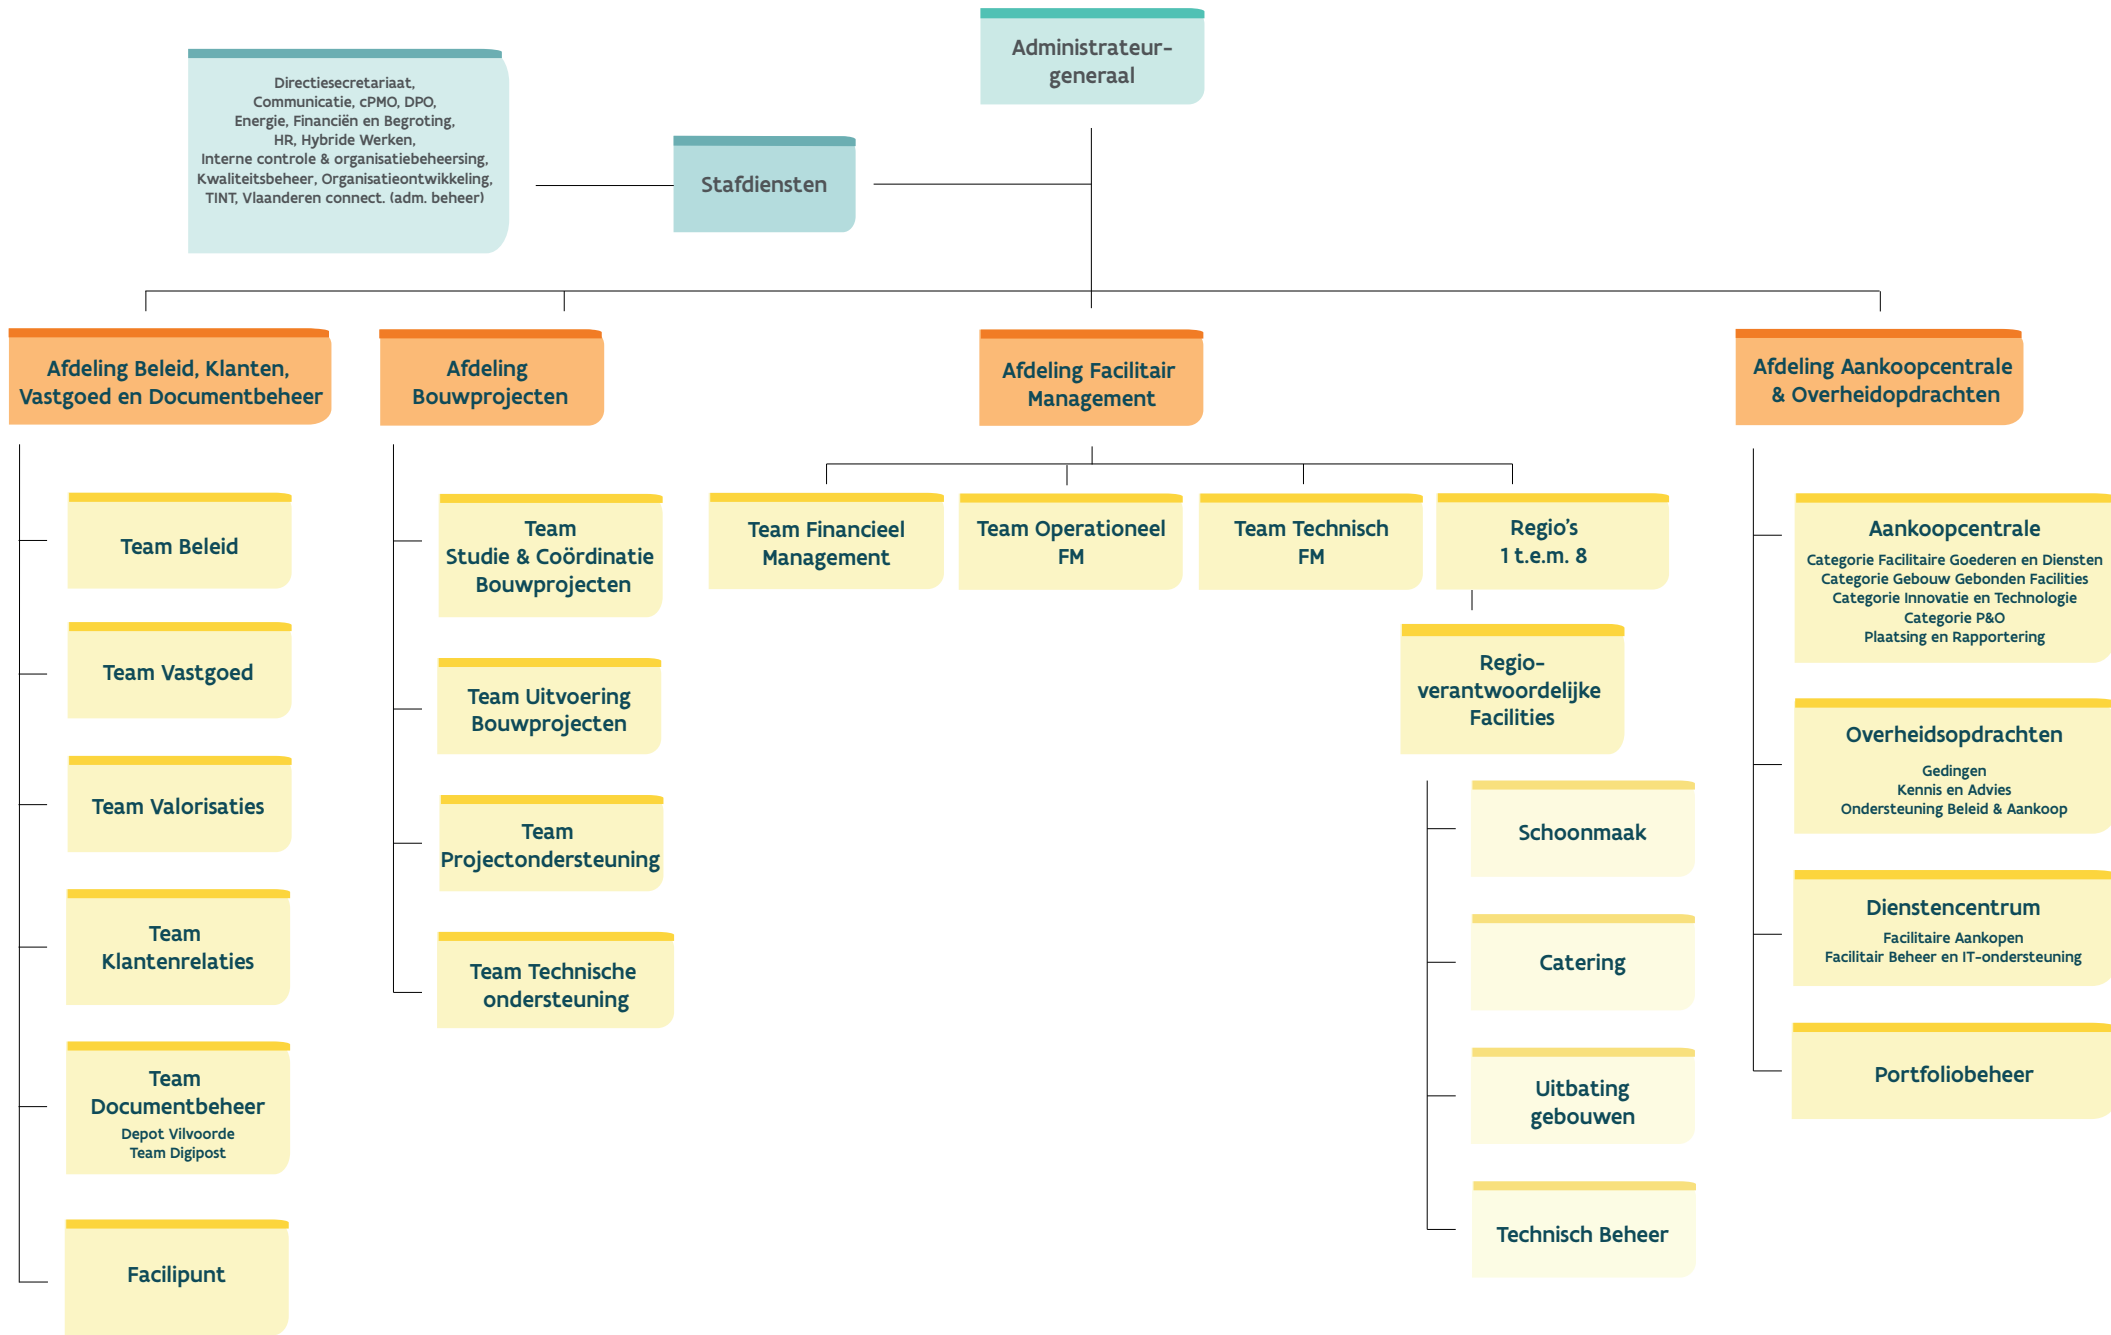 Administrateur-
generaal
Directiesecretariaat,
Communicatie, cPMO, DPO,
Energie, Financiën en Begroting,
HR, Hybride Werken,
Interne controle & organisatiebeheersing,
Kwaliteitsbeheer, Organisatieontwikkeling,
TINT, Vlaanderen connect. (adm. beheer)
Stafdiensten
Afdeling Beleid, Klanten,
Vastgoed en Documentbeheer
Team Beleid
Team Vastgoed
Team Valorisaties
Team
Klantenrelaties
Team
Documentbeheer
Depot Vilvoorde
Team Digipost
Facilipunt
Afdeling
Bouwprojecten
Team
Studie & Coördinatie
Bouwprojecten
Team Uitvoering
Bouwprojecten
Team
Projectondersteuning
Team Technische
ondersteuning
Afdeling Facilitair
Management
Team Financieel
Management
Team Operationeel
FM
Team Technisch
FM
Regio's
1 t.e.m. 8
Regio-
verantwoordelijke
Facilities
Schoonmaak
Catering
Uitbating
gebouwen
Technisch Beheer
Afdeling Aankoopcentrale
& Overheidopdrachten
Aankoopcentrale
Categorie Facilitaire Goederen en Diensten
Categorie Gebouw Gebonden Facilities
Categorie Innovatie en Technologie
Categorie P&O
Plaatsing en Rapportering
Overheidsopdrachten
Gedingen
Kennis en Advies
Ondersteuning Beleid & Aankoop
Dienstencentrum
Facilitaire Aankopen
Facilitair Beheer en IT-ondersteuning
Portfoliobeheer